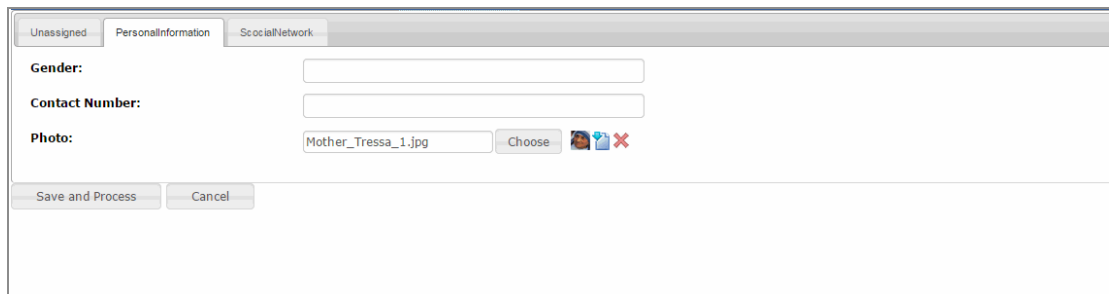 Unassigned PersonalInformation ScocialNetwork
Gender:
Contact Number:
Photo: Mother_Tressa_1.jpg Choose
Save and Process Cancel